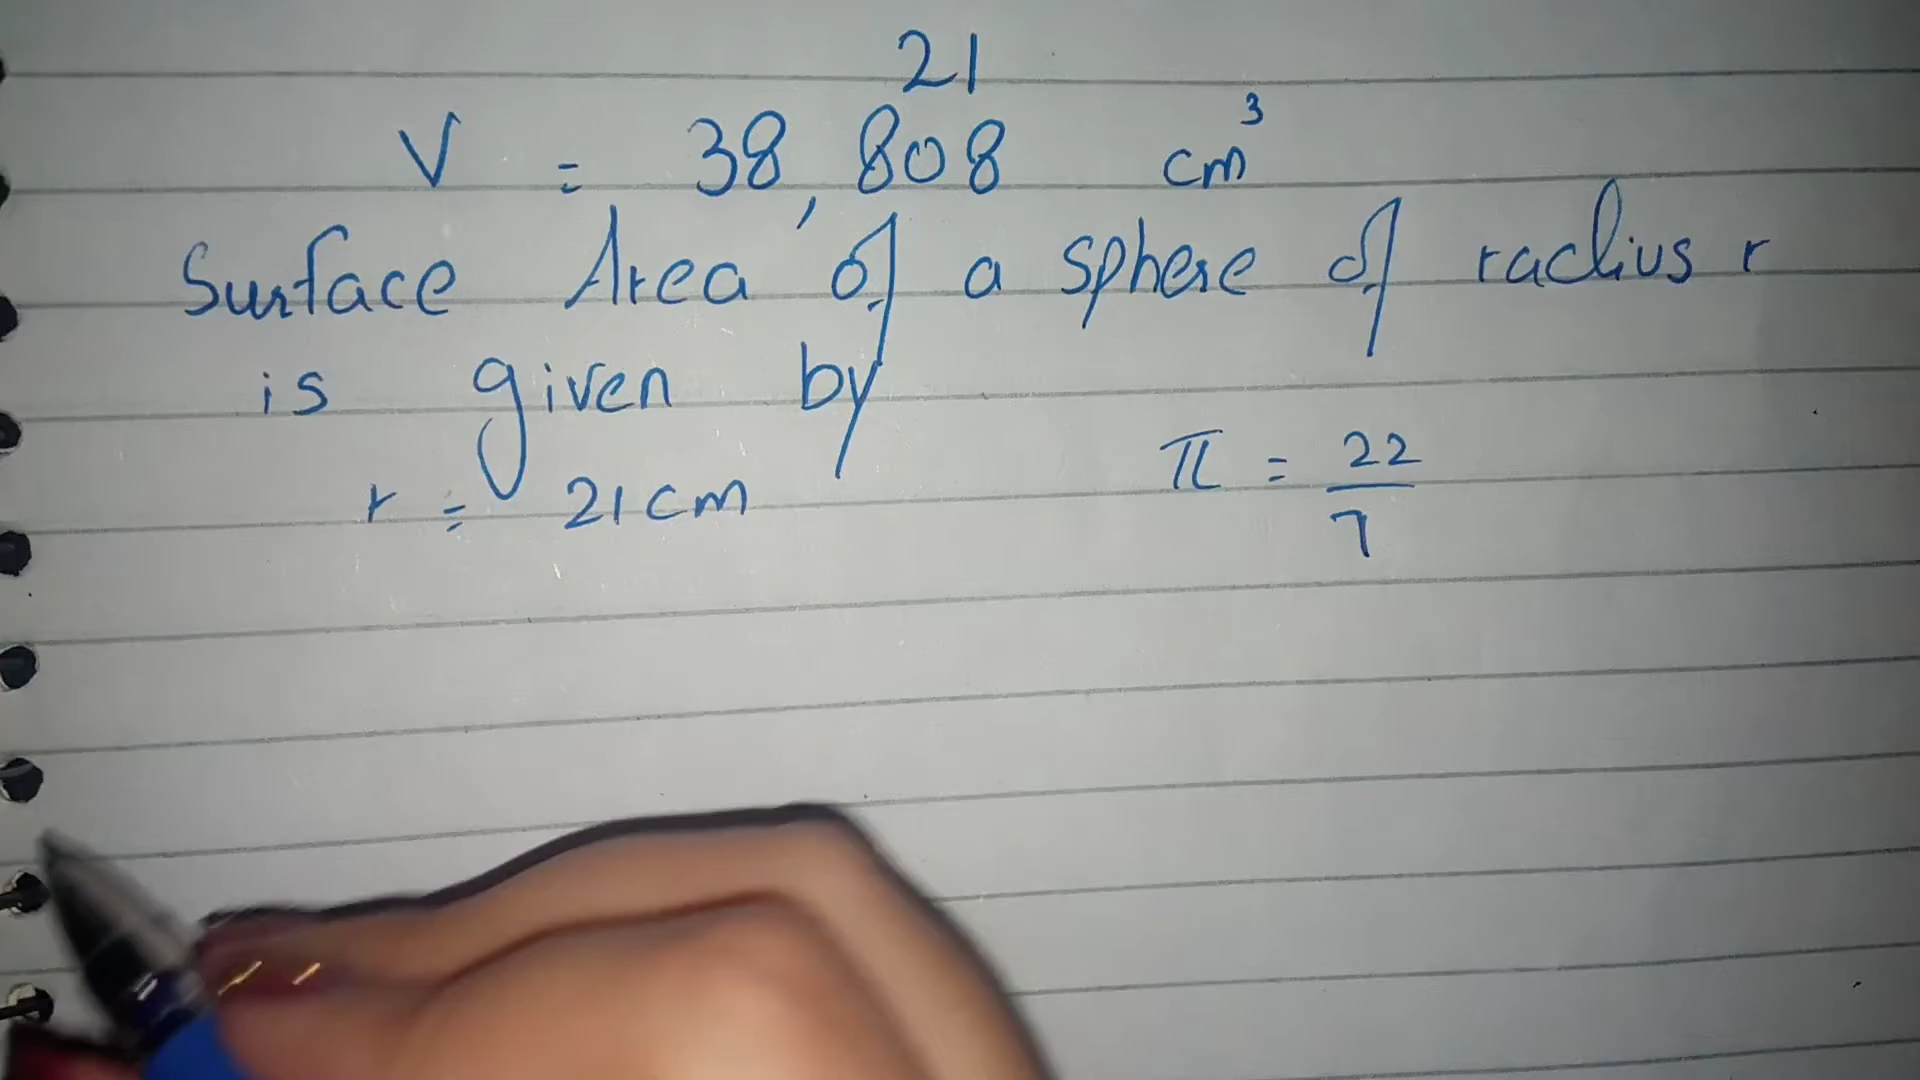 21
V = 38,808 cm³
Surface Area of a sphere of radius r
is given by
r = 21cm π = 22/7